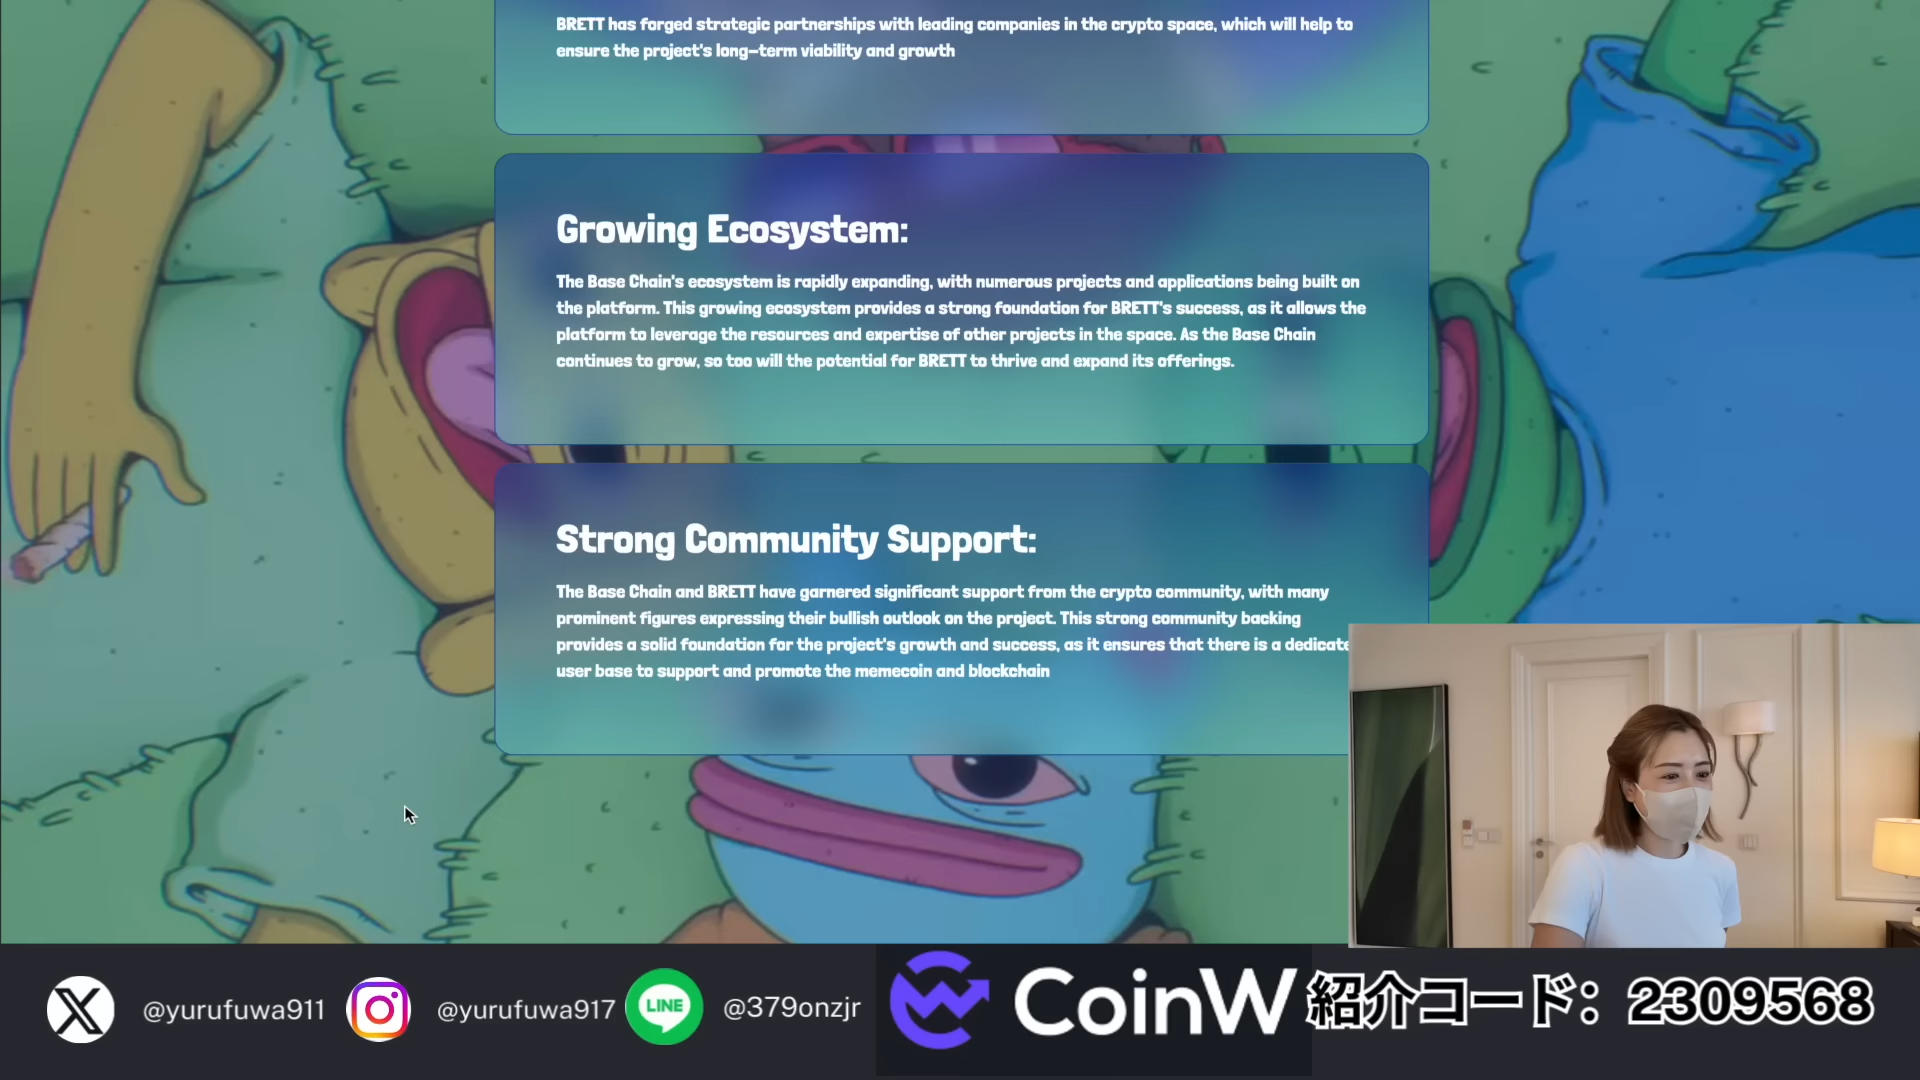 BRETT has forged strategic partnerships with leading companies in the crypto space, which will help to
ensure the project's long-term viability and growth
Growing Ecosystem:
The Base Chain's ecosystem is rapidly expanding, with numerous projects and applications being built on
the platform. This growing ecosystem provides a strong foundation for BRETT's success, as it allows the
platform to leverage the resources and expertise of other projects in the space. As the Base Chain
continues to grow, so too will the potential for BRETT to thrive and expand its offerings.
Strong Community Support:
The Base Chain and BRETT have garnered significant support from the crypto community, with many
prominent figures expressing their bullish outlook on the project. This strong community backing
provides a solid foundation for the project's growth and success, as it ensures that there is a dedicate
user base to support and promote the memecoin and blockchain
@yurufuwa911
@yurufuwa917
LINE
@379onzjr
CoinW
紹介コード：2309568